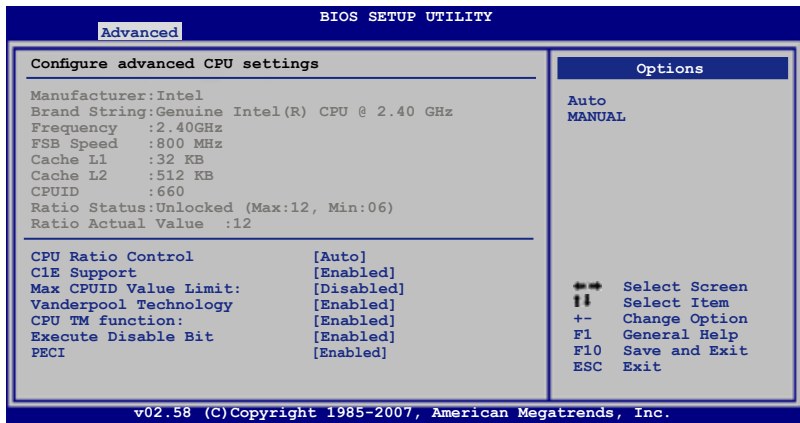 BIOS SETUP UTILITY
Advanced
Configure advanced CPU settings
Manufacturer:Intel
Brand String:Genuine Intel(R) CPU @ 2.40 GHz
Frequency :2.40GHz
FSB Speed :800 MHz
Cache L1 :32 KB
Cache L2 :512 KB
CPUID :660
Ratio Status:Unlocked (Max:12, Min:06)
Ratio Actual Value :12
CPU Ratio Control [Auto]
C1E Support [Enabled]
Max CPUID Value Limit: [Disabled]
Vanderpool Technology [Enabled]
CPU TM function: [Enabled]
Execute Disable Bit [Enabled]
PECI [Enabled]
Options
Auto
MANUAL
←→ Select Screen
↑↓ Select Item
+- Change Option
F1 General Help
F10 Save and Exit
ESC Exit
v02.58 (C)Copyright 1985-2007, American Megatrends, Inc.